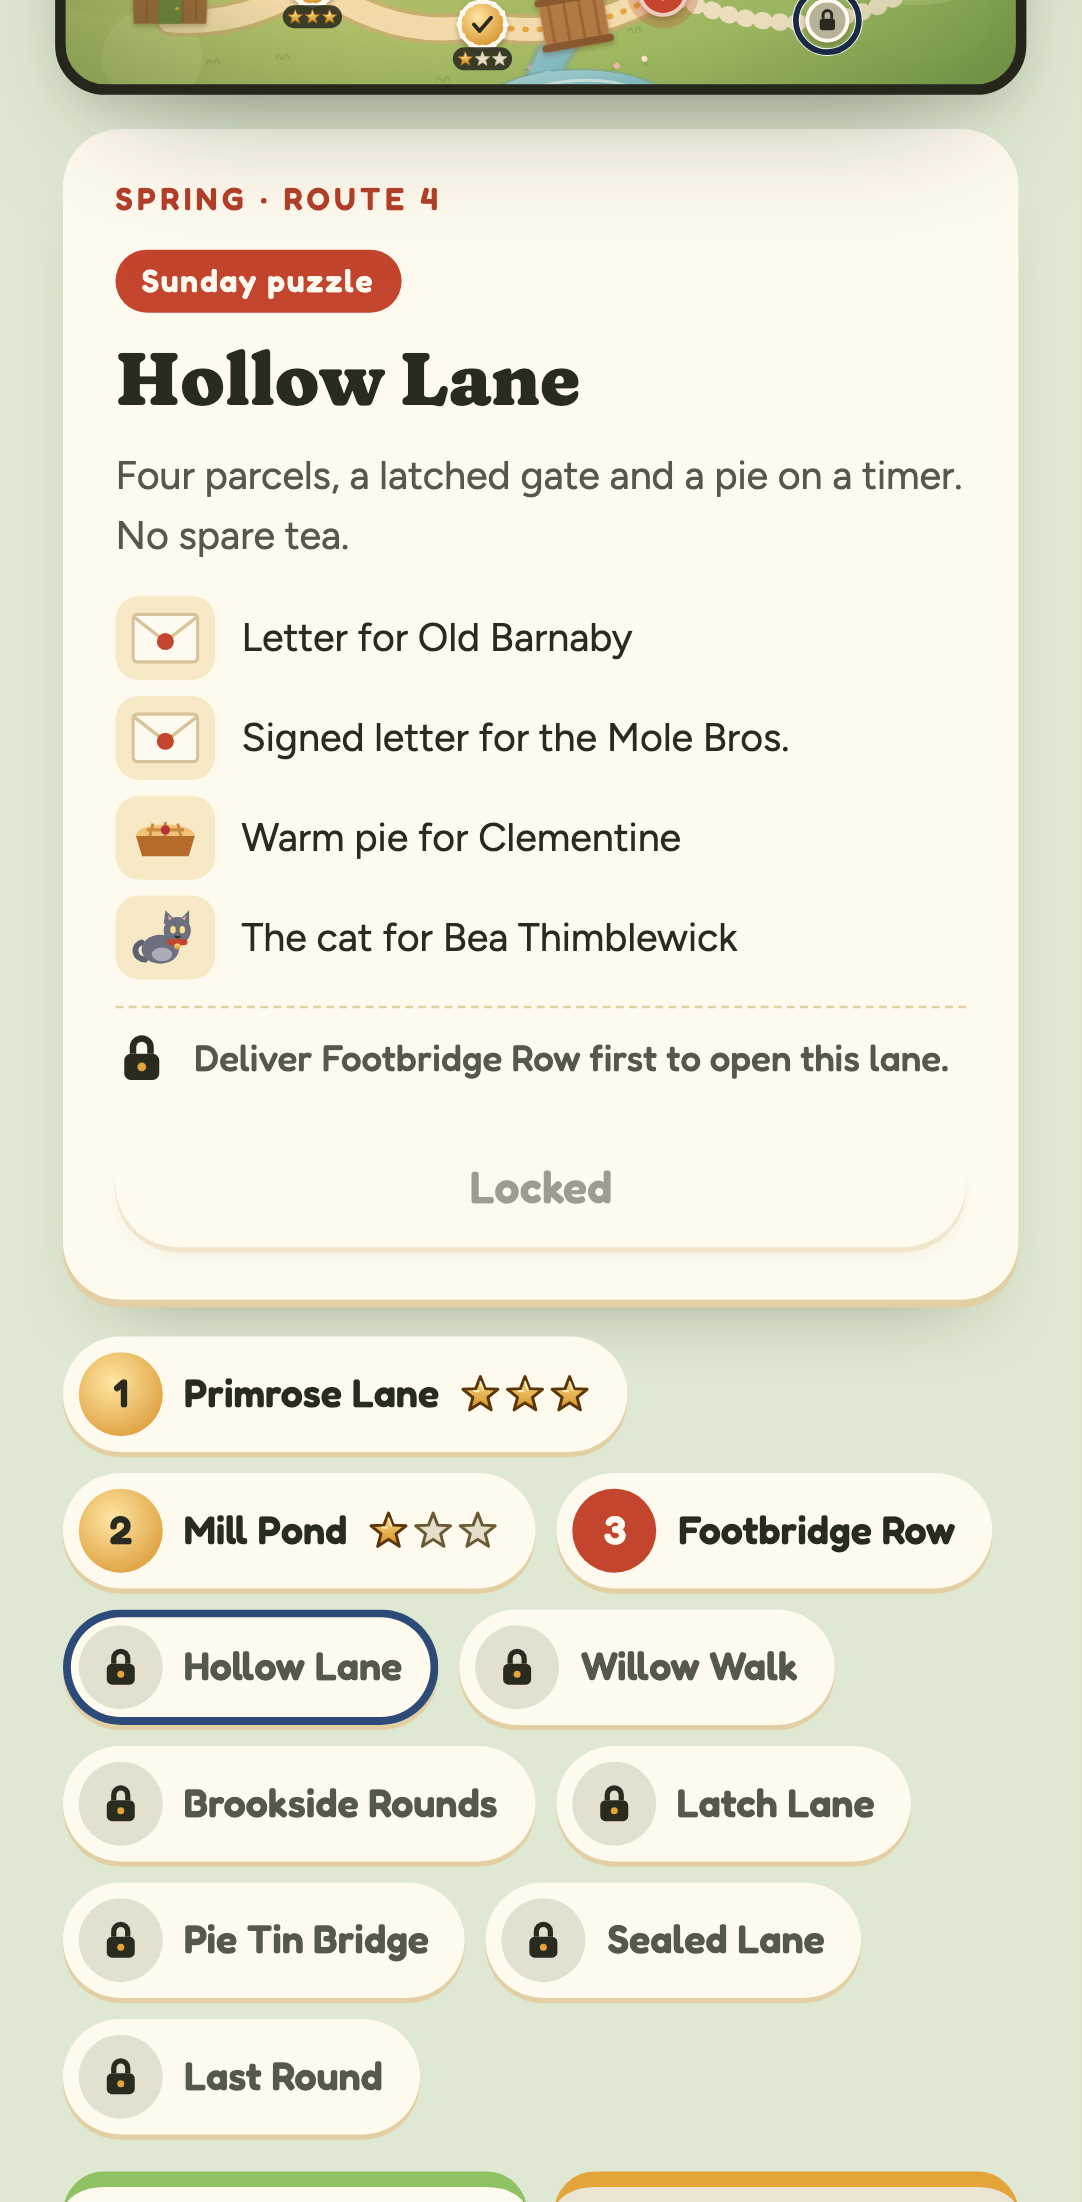 SPRING · ROUTE 4
Sunday puzzle
Hollow Lane
Four parcels, a latched gate and a pie on a timer.
No spare tea.
Letter for Old Barnaby
Signed letter for the Mole Bros.
Warm pie for Clementine
The cat for Bea Thimblewick
Deliver Footbridge Row first to open this lane.
Locked
1 Primrose Lane
2 Mill Pond
3 Footbridge Row
Hollow Lane
Willow Walk
Brookside Rounds
Latch Lane
Pie Tin Bridge
Sealed Lane
Last Round